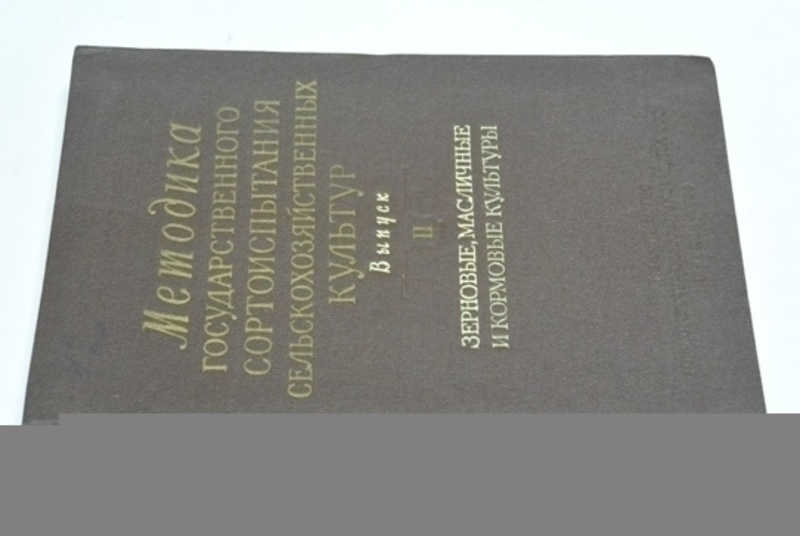 Методика
ГОСУДАРСТВЕННОГО
СОРТОИСПЫТАНИЯ
СЕЛЬСКОХОЗЯЙСТВЕННЫХ
КУЛЬТУР
Выпуск
II
ЗЕРНОВЫЕ, МАСЛИЧНЫЕ
И КОРМОВЫЕ КУЛЬТУРЫ